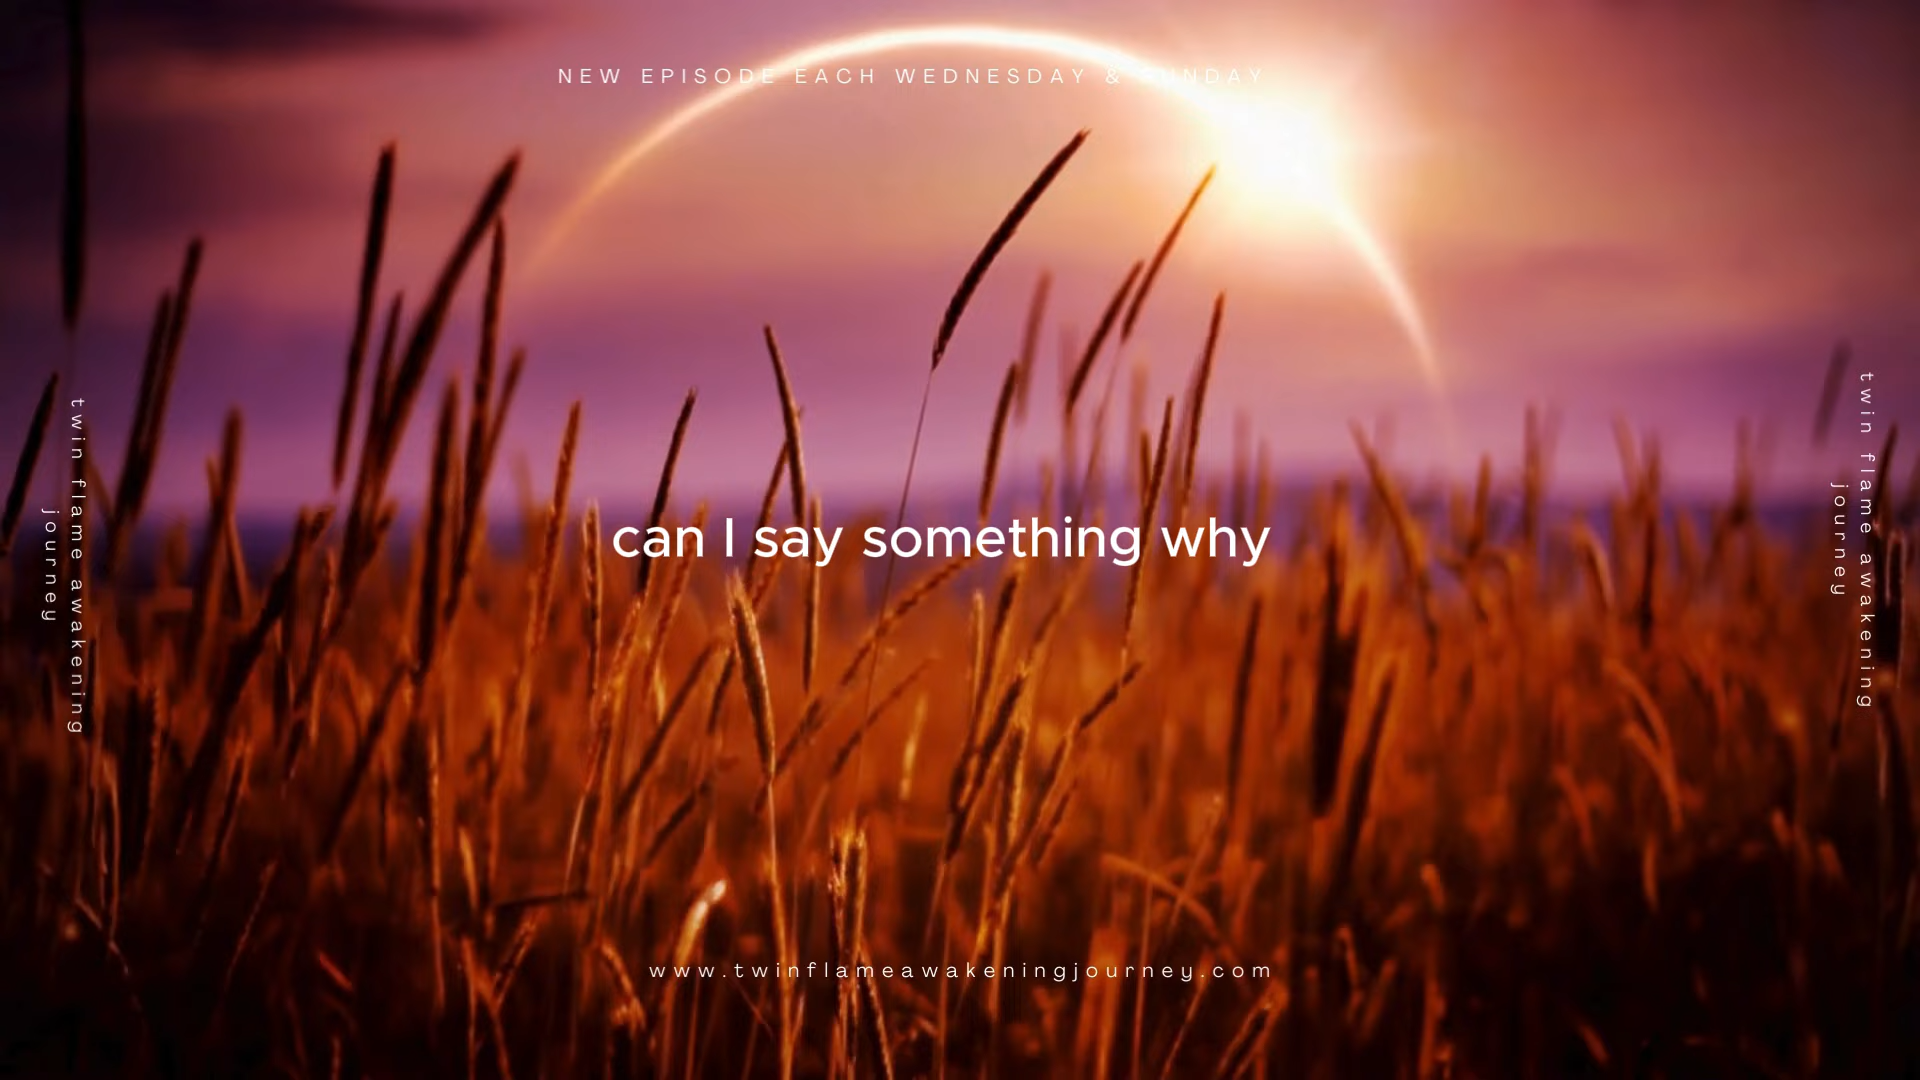 NEW EPISODE EACH WEDNESDAY & SUNDAY
twin flame awakening
journey
twin flame awakening
journey
can I say something why
www.twinflameawakeningjourney.com